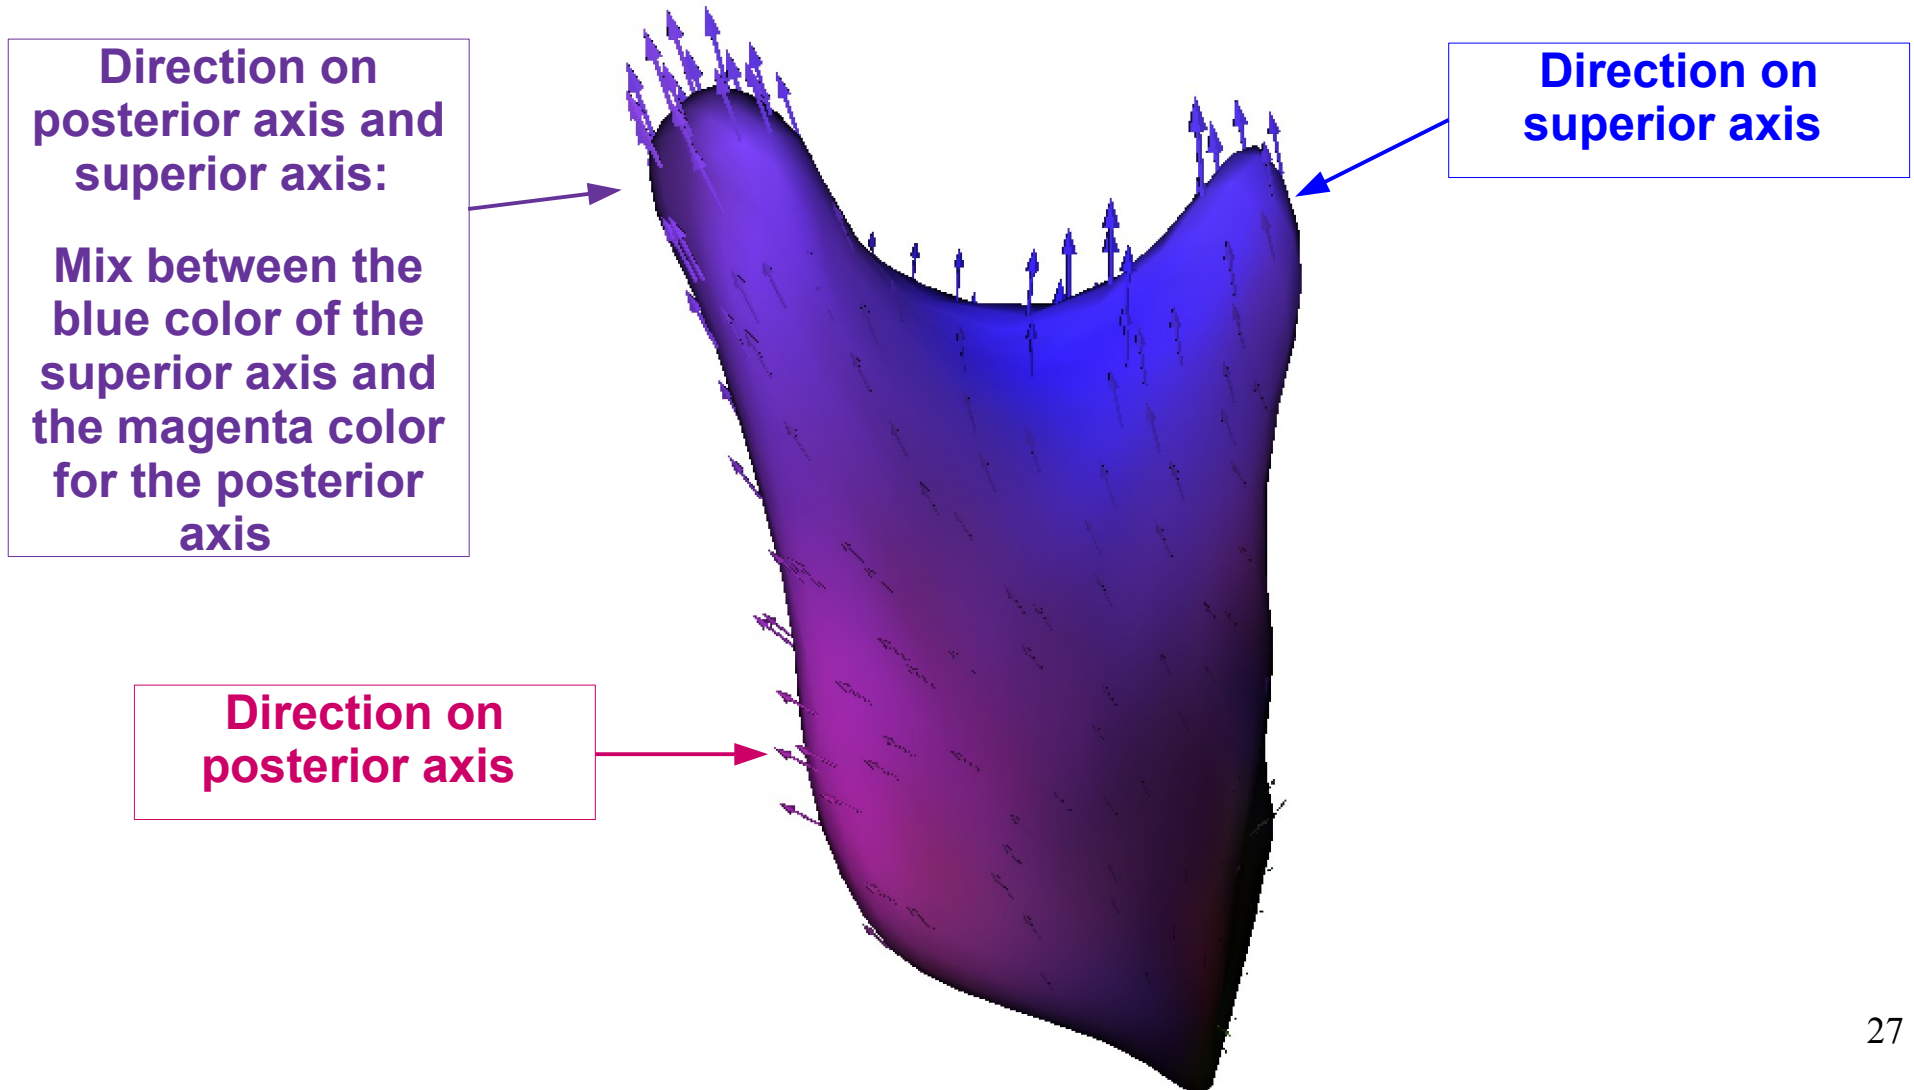 Direction on
posterior axis and
superior axis:
Mix between the
blue color of the
superior axis and
the magenta color
for the posterior
axis
Direction on
superior axis
Direction on
posterior axis
27